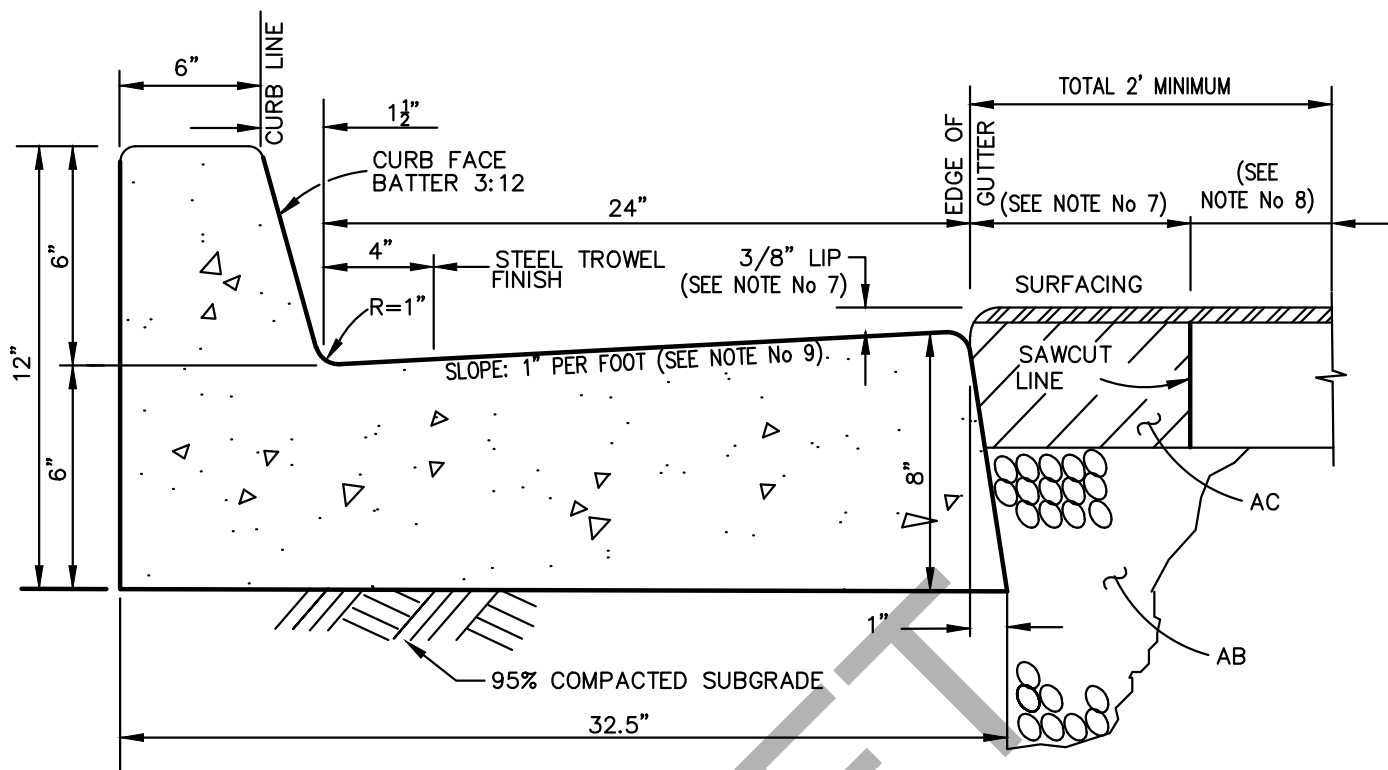 6"
CURB LINE
1½"
TOTAL 2' MINIMUM
CURB FACE
BATTER 3:12
EDGE OF
GUTTER
(SEE
NOTE No 8)
(SEE NOTE No 7)
24"
6"
4"
STEEL TROWEL
FINISH
3/8" LIP
(SEE NOTE No 7)
SURFACING
R=1"
12"
SLOPE: 1" PER FOOT (SEE NOTE No 9)
SAWCUT
LINE
6"
8"
AC
1"
AB
95% COMPACTED SUBGRADE
32.5"